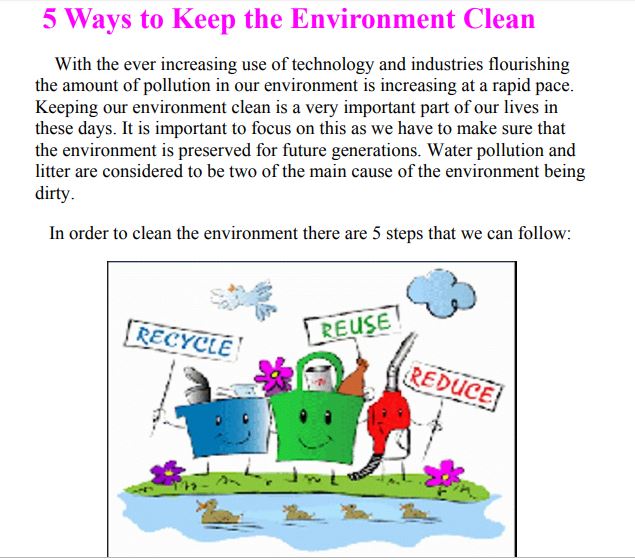 5 Ways to Keep the Environment Clean
With the ever increasing use of technology and industries flourishing
the amount of pollution in our environment is increasing at a rapid pace.
Keeping our environment clean is a very important part of our lives in
these days. It is important to focus on this as we have to make sure that
the environment is preserved for future generations. Water pollution and
litter are considered to be two of the main cause of the environment being
dirty.
In order to clean the environment there are 5 steps that we can follow:
RECYCLE
REUSE
REDUCE